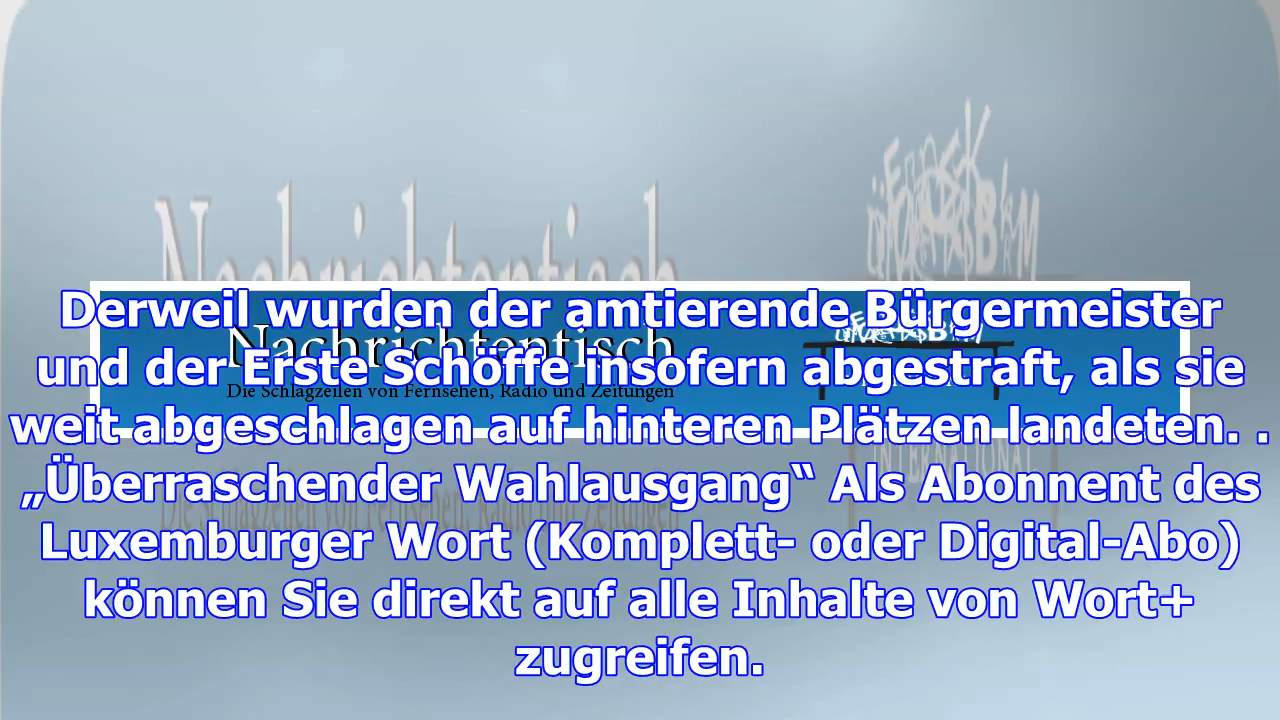 Nachrichtentisch
Derweil wurden der amtierende Bürgermeister
und der Erste Schöffe insofern abgestraft, als sie
weit abgeschlagen auf hinteren Plätzen landeten. .
„Überraschender Wahlausgang“ Als Abonnent des
Luxemburger Wort (Komplett- oder Digital-Abo)
können Sie direkt auf alle Inhalte von Wort+
zugreifen.
Nachrichtentisch
Die Schlagzeilen von Fernsehen, Radio und Zeitungen
INTERNATIONAL